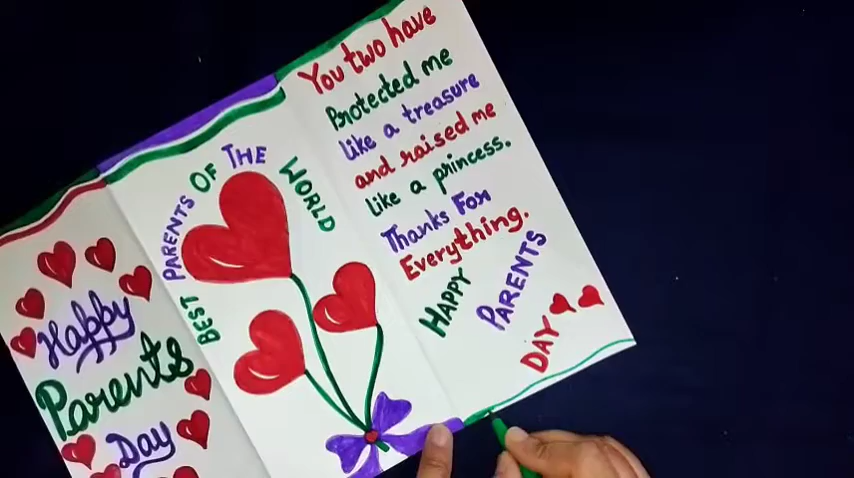 Happy
Parents
Day
BEST PARENTS OF THE WORLD
You two have
Protected me
like a treasure
and raised me
like a princess.
Thanks For
Everything.
HAPPY
PARENTS
DAY